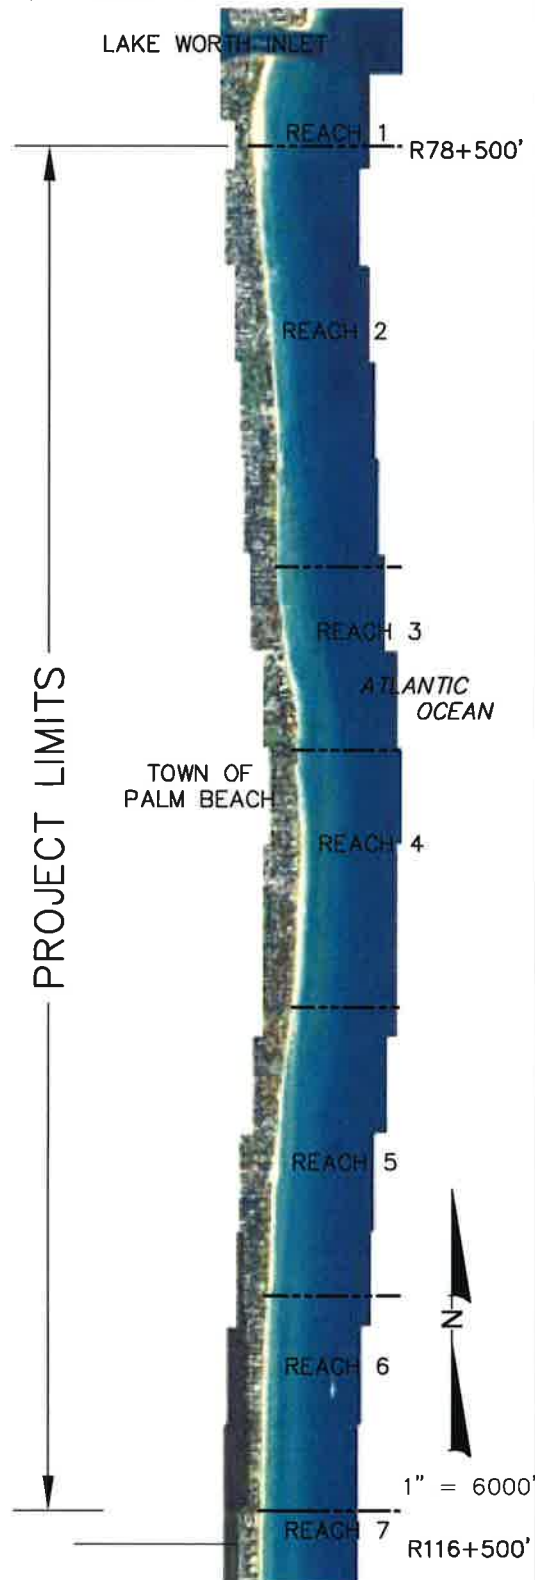 LAKE WORTH INLET
REACH 1
R78+500'
REACH 2
REACH 3
ATLANTIC
OCEAN
TOWN OF
PALM BEACH
REACH 4
PROJECT LIMITS
REACH 5
N
REACH 6
1" = 6000'
REACH 7
R116+500'